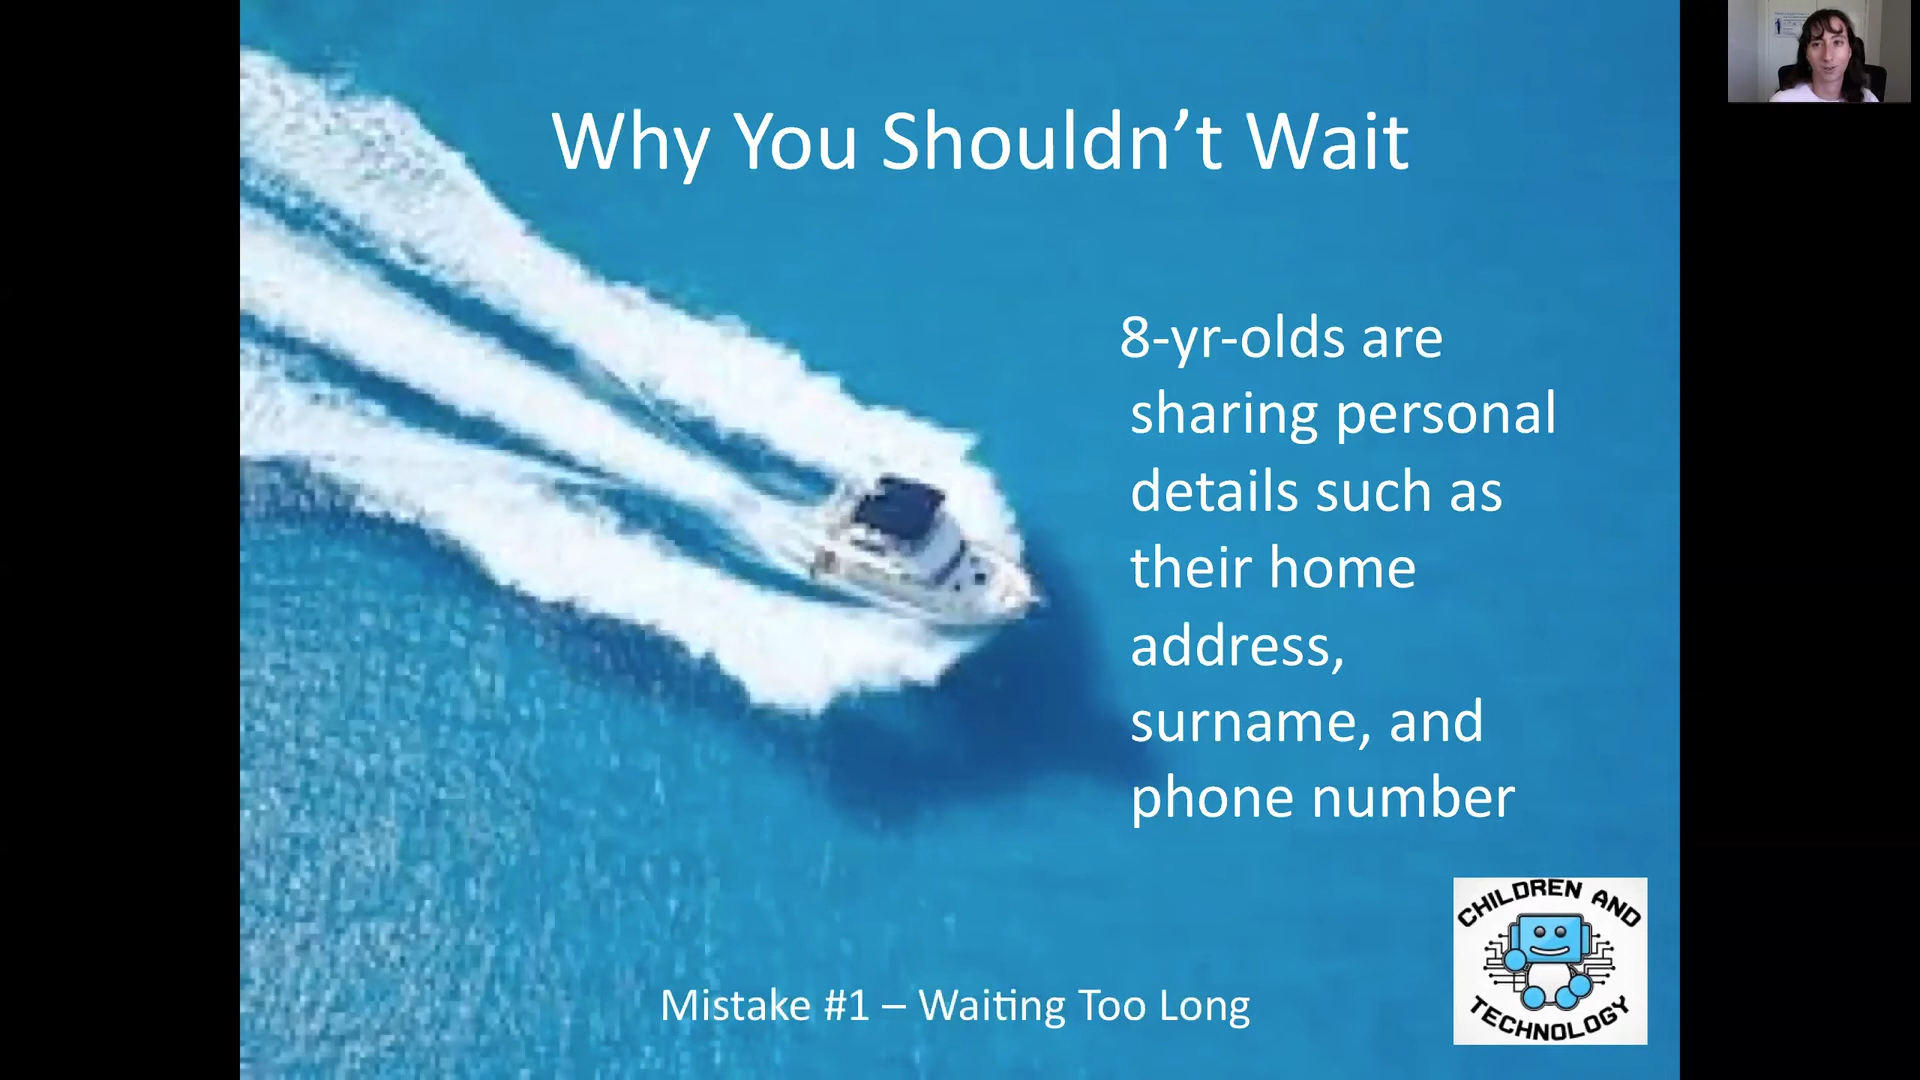 Why You Shouldn’t Wait
8-yr-olds are
sharing personal
details such as
their home
address,
surname, and
phone number
Mistake #1 – Waiting Too Long
CHILDREN AND
TECHNOLOGY